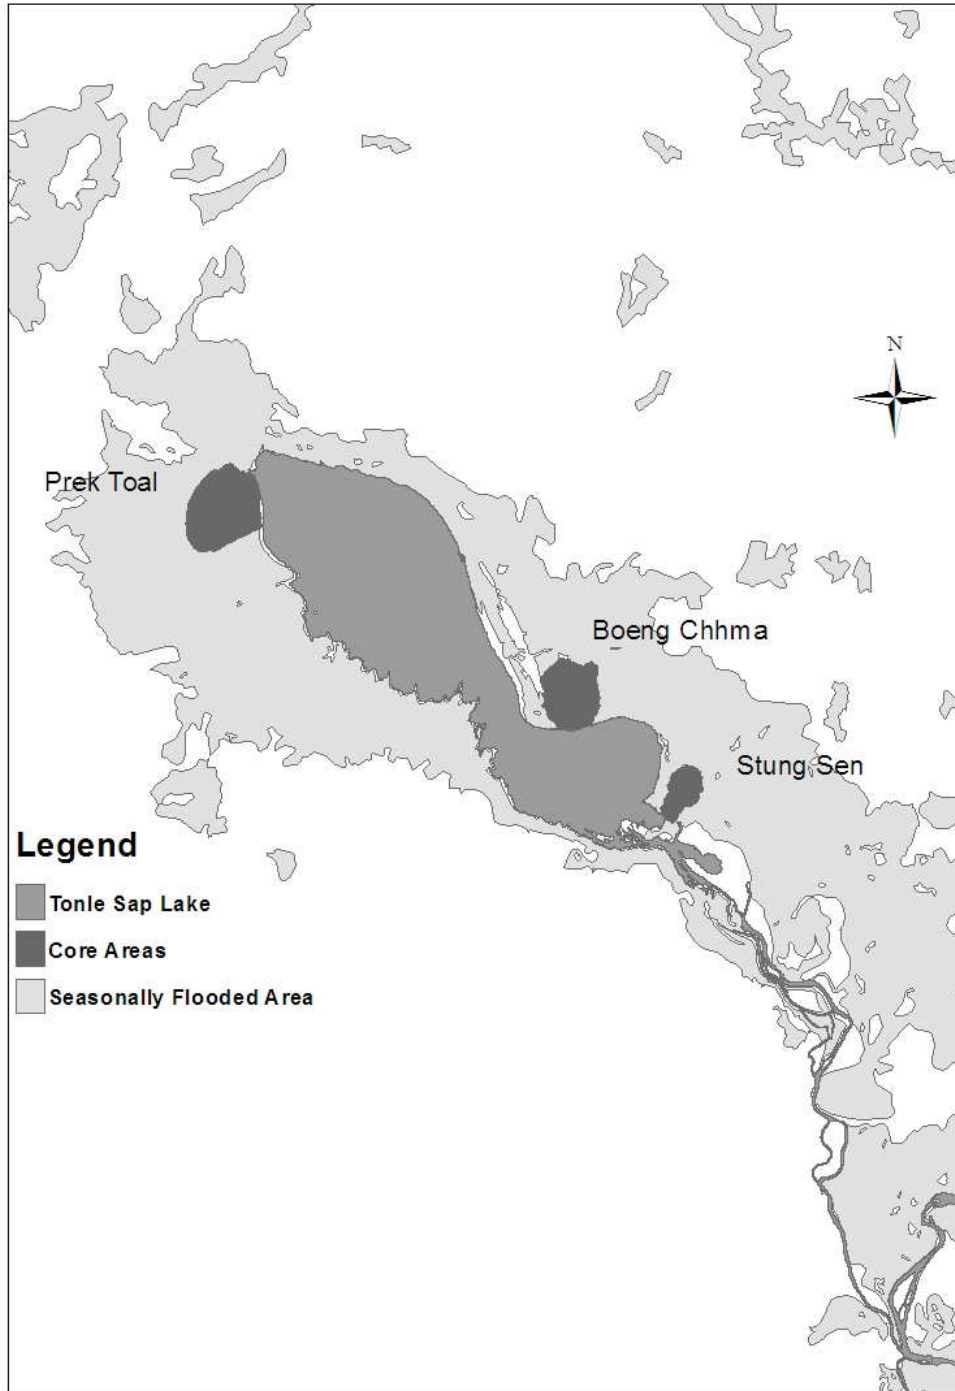 N
Prek Toal
Boeng Chhma
Stung Sen
Legend
Tonle Sap Lake
Core Areas
Seasonally Flooded Area